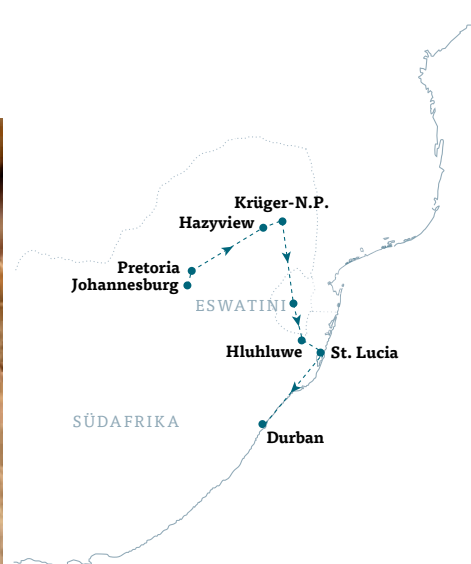 Krüger-N.P.
Hazyview
Pretoria
Johannesburg
ESWATINI
Hluhluwe
St. Lucia
SÜDAFRIKA
Durban